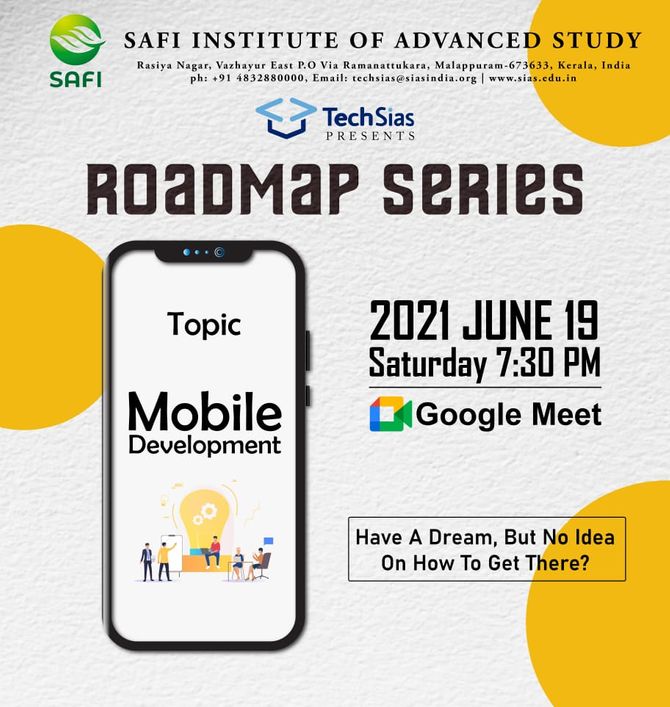 SAFI
SAFI INSTITUTE OF ADVANCED STUDY
Rasiya Nagar, Vazhayur East P.O Via Ramanattukara, Malappuram-673633, Kerala, India
ph: +91 4832880000, Email: techsias@siasindia.org | www.sias.edu.in
TechSias
PRESENTS
ROADMAP SERIES
Topic
Mobile
Development
2021 JUNE 19
Saturday 7:30 PM
Google Meet
Have A Dream, But No Idea
On How To Get There?